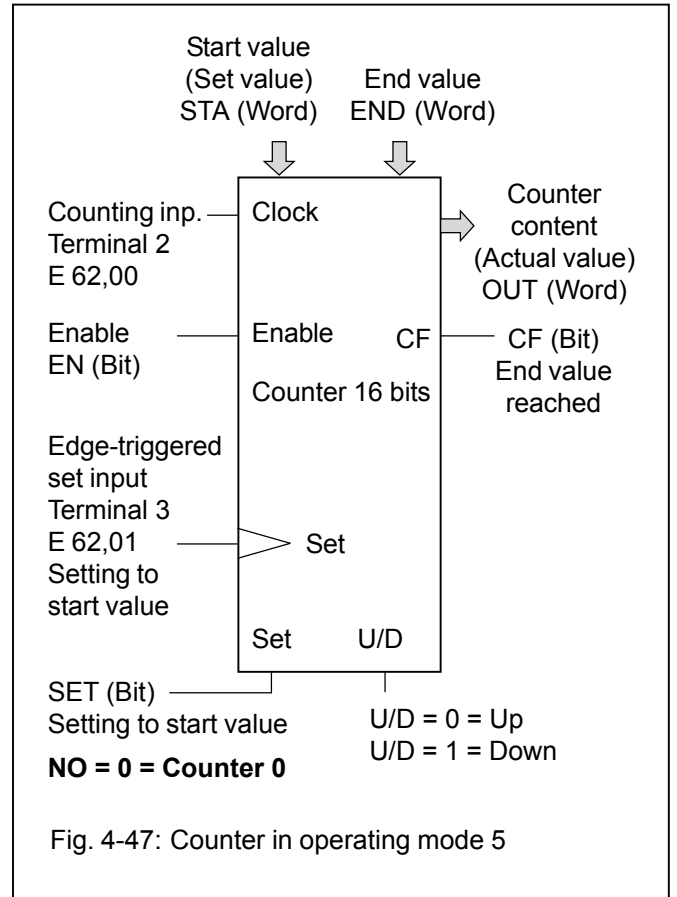 Start value
(Set value)
STA (Word)
End value
END (Word)
Counting inp.
Terminal 2
E 62,00
Clock
Counter
content
(Actual value)
OUT (Word)
Enable
EN (Bit)
Enable
CF
CF (Bit)
End value
reached
Counter 16 bits
Edge-triggered
set input
Terminal 3
E 62,01
Setting to
start value
Set
Set
U/D
SET (Bit)
Setting to start value
U/D = 0 = Up
U/D = 1 = Down
NO = 0 = Counter 0
Fig. 4-47: Counter in operating mode 5